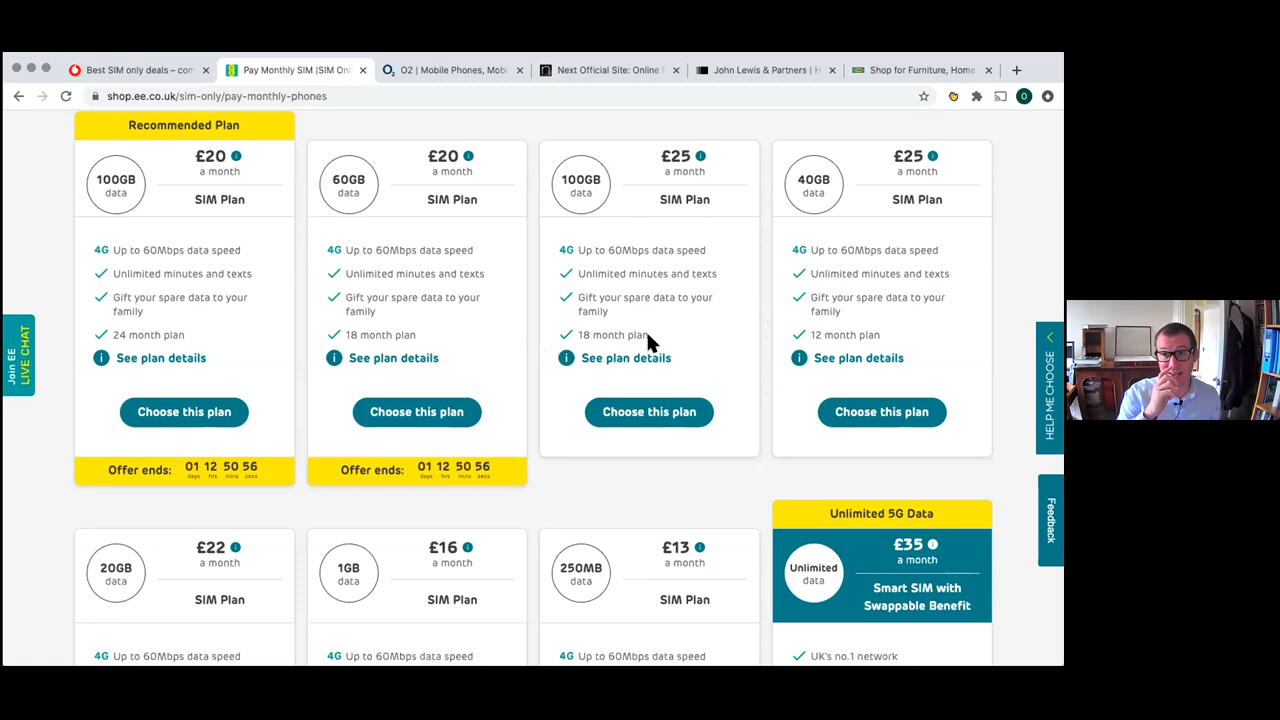 Best SIM only deals – com
Pay Monthly SIM |SIM Onl
O2 | Mobile Phones, Mobi
Next Official Site: Online F
John Lewis & Partners | H
Shop for Furniture, Home
shop.ee.co.uk/sim-only/pay-monthly-phones
Recommended Plan
100GB
data
£20
a month
SIM Plan
4G Up to 60Mbps data speed
Unlimited minutes and texts
Gift your spare data to your
family
24 month plan
See plan details
Choose this plan
Offer ends: 01 12 50 56
days hrs mins secs
60GB
data
£20
a month
SIM Plan
4G Up to 60Mbps data speed
Unlimited minutes and texts
Gift your spare data to your
family
18 month plan
See plan details
Choose this plan
Offer ends: 01 12 50 56
days hrs mins secs
100GB
data
£25
a month
SIM Plan
4G Up to 60Mbps data speed
Unlimited minutes and texts
Gift your spare data to your
family
18 month plan
See plan details
Choose this plan
40GB
data
£25
a month
SIM Plan
4G Up to 60Mbps data speed
Unlimited minutes and texts
Gift your spare data to your
family
12 month plan
See plan details
Choose this plan
20GB
data
£22
a month
SIM Plan
4G Up to 60Mbps data speed
1GB
data
£16
a month
SIM Plan
4G Up to 60Mbps data speed
250MB
data
£13
a month
SIM Plan
4G Up to 60Mbps data speed
Unlimited 5G Data
Unlimited
data
£35
a month
Smart SIM with
Swappable Benefit
UK's no.1 network
Join EE
LIVE CHAT
HELP ME CHOOSE
Feedback